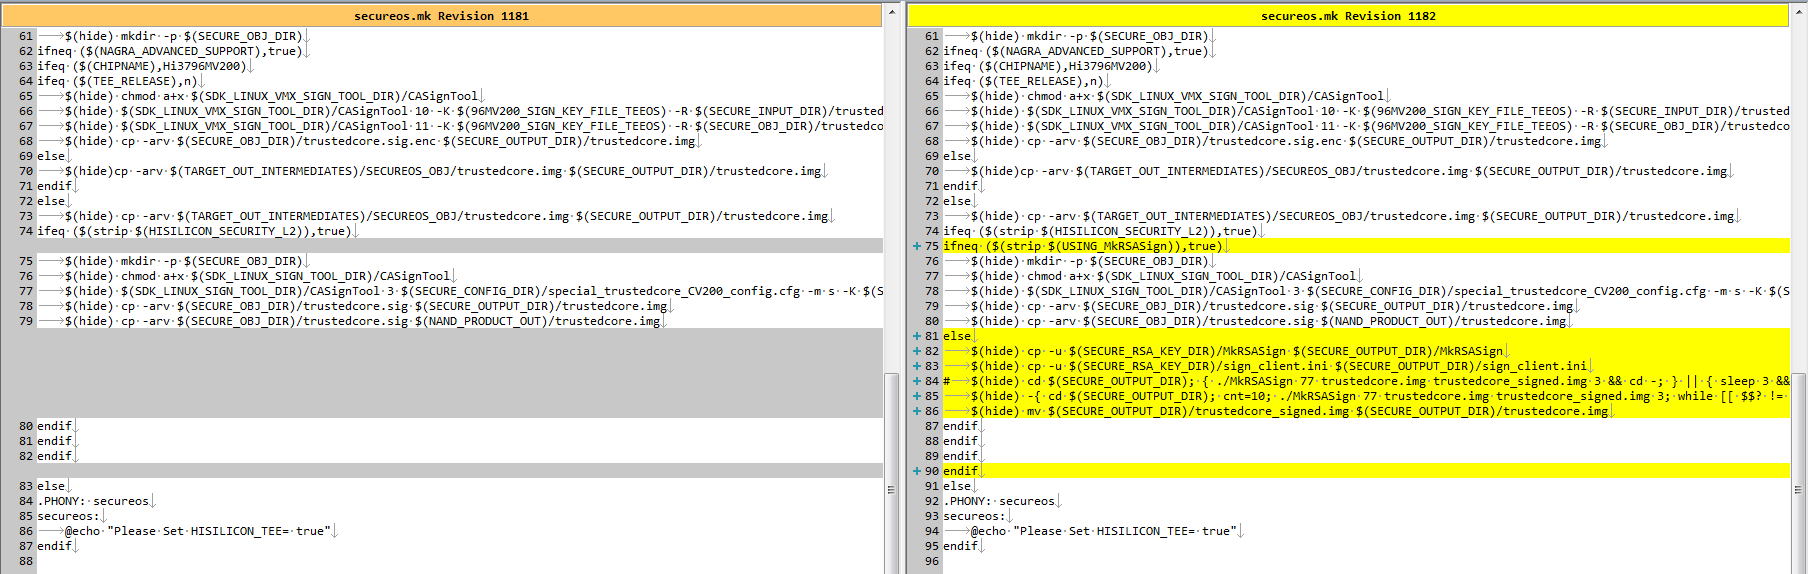 secureos.mk Revision 1181
61 $(hide) mkdir -p $(SECURE_OBJ_DIR)
62 ifneq ($(NAGRA_ADVANCED_SUPPORT),true)
63 ifeq ($(CHIPNAME),Hi3796MV200)
64 ifeq ($(TEE_RELEASE),n)
65 $(hide) chmod a+x $(SDK_LINUX_VMX_SIGN_TOOL_DIR)/CASignTool
66 $(hide) $(SDK_LINUX_VMX_SIGN_TOOL_DIR)/CASignTool 10 -K $(96MV200_SIGN_KEY_FILE_TEEOS) -R $(SECURE_INPUT_DIR)/trusted
67 $(hide) $(SDK_LINUX_VMX_SIGN_TOOL_DIR)/CASignTool 11 -K $(96MV200_SIGN_KEY_FILE_TEEOS) -R $(SECURE_OBJ_DIR)/trustedco
68 $(hide) cp -arv $(SECURE_OBJ_DIR)/trustedcore.sig.enc $(SECURE_OUTPUT_DIR)/trustedcore.img
69 else
70 $(hide)cp -arv $(TARGET_OUT_INTERMEDIATES)/SECUREOS_OBJ/trustedcore.img $(SECURE_OUTPUT_DIR)/trustedcore.img
71 endif
72 else
73 $(hide) cp -arv $(TARGET_OUT_INTERMEDIATES)/SECUREOS_OBJ/trustedcore.img $(SECURE_OUTPUT_DIR)/trustedcore.img
74 ifeq ($(strip $(HISILICON_SECURITY_L2)),true)
75 $(hide) mkdir -p $(SECURE_OBJ_DIR)
76 $(hide) chmod a+x $(SDK_LINUX_SIGN_TOOL_DIR)/CASignTool
77 $(hide) $(SDK_LINUX_SIGN_TOOL_DIR)/CASignTool 3 $(SECURE_CONFIG_DIR)/special_trustedcore_CV200_config.cfg -m s -K $(S
78 $(hide) cp -arv $(SECURE_OBJ_DIR)/trustedcore.sig $(SECURE_OUTPUT_DIR)/trustedcore.img
79 $(hide) cp -arv $(SECURE_OBJ_DIR)/trustedcore.sig $(NAND_PRODUCT_OUT)/trustedcore.img
80 endif
81 endif
82 endif
83 else
84 .PHONY: secureos
85 secureos:
86 @echo "Please Set HISILICON_TEE= true"
87 endif
88
secureos.mk Revision 1182
61 $(hide) mkdir -p $(SECURE_OBJ_DIR)
62 ifneq ($(NAGRA_ADVANCED_SUPPORT),true)
63 ifeq ($(CHIPNAME),Hi3796MV200)
64 ifeq ($(TEE_RELEASE),n)
65 $(hide) chmod a+x $(SDK_LINUX_VMX_SIGN_TOOL_DIR)/CASignTool
66 $(hide) $(SDK_LINUX_VMX_SIGN_TOOL_DIR)/CASignTool 10 -K $(96MV200_SIGN_KEY_FILE_TEEOS) -R $(SECURE_INPUT_DIR)/trusted
67 $(hide) $(SDK_LINUX_VMX_SIGN_TOOL_DIR)/CASignTool 11 -K $(96MV200_SIGN_KEY_FILE_TEEOS) -R $(SECURE_OBJ_DIR)/trustedco
68 $(hide) cp -arv $(SECURE_OBJ_DIR)/trustedcore.sig.enc $(SECURE_OUTPUT_DIR)/trustedcore.img
69 else
70 $(hide)cp -arv $(TARGET_OUT_INTERMEDIATES)/SECUREOS_OBJ/trustedcore.img $(SECURE_OUTPUT_DIR)/trustedcore.img
71 endif
72 else
73 $(hide) cp -arv $(TARGET_OUT_INTERMEDIATES)/SECUREOS_OBJ/trustedcore.img $(SECURE_OUTPUT_DIR)/trustedcore.img
74 ifeq ($(strip $(HISILICON_SECURITY_L2)),true)
+ 75 ifneq ($(strip $(USING_MkRSASign)),true)
76 $(hide) mkdir -p $(SECURE_OBJ_DIR)
77 $(hide) chmod a+x $(SDK_LINUX_SIGN_TOOL_DIR)/CASignTool
78 $(hide) $(SDK_LINUX_SIGN_TOOL_DIR)/CASignTool 3 $(SECURE_CONFIG_DIR)/special_trustedcore_CV200_config.cfg -m s -K $(S
79 $(hide) cp -arv $(SECURE_OBJ_DIR)/trustedcore.sig $(SECURE_OUTPUT_DIR)/trustedcore.img
80 $(hide) cp -arv $(SECURE_OBJ_DIR)/trustedcore.sig $(NAND_PRODUCT_OUT)/trustedcore.img
+ 81 else
+ 82 $(hide) cp -u $(SECURE_RSA_KEY_DIR)/MkRSASign $(SECURE_OUTPUT_DIR)/MkRSASign
+ 83 $(hide) cp -u $(SECURE_RSA_KEY_DIR)/sign_client.ini $(SECURE_OUTPUT_DIR)/sign_client.ini
+ 84 # $(hide) cd $(SECURE_OUTPUT_DIR); { ./MkRSASign 77 trustedcore.img trustedcore_signed.img 3 && cd -; } || { sleep 3 &&
+ 85 $(hide) -{ cd $(SECURE_OUTPUT_DIR); cnt=10; ./MkRSASign 77 trustedcore.img trustedcore_signed.img 3; while [[ $$? !=
+ 86 $(hide) mv $(SECURE_OUTPUT_DIR)/trustedcore_signed.img $(SECURE_OUTPUT_DIR)/trustedcore.img
87 endif
88 endif
89 endif
+ 90 endif
91 else
92 .PHONY: secureos
93 secureos:
94 @echo "Please Set HISILICON_TEE= true"
95 endif
96